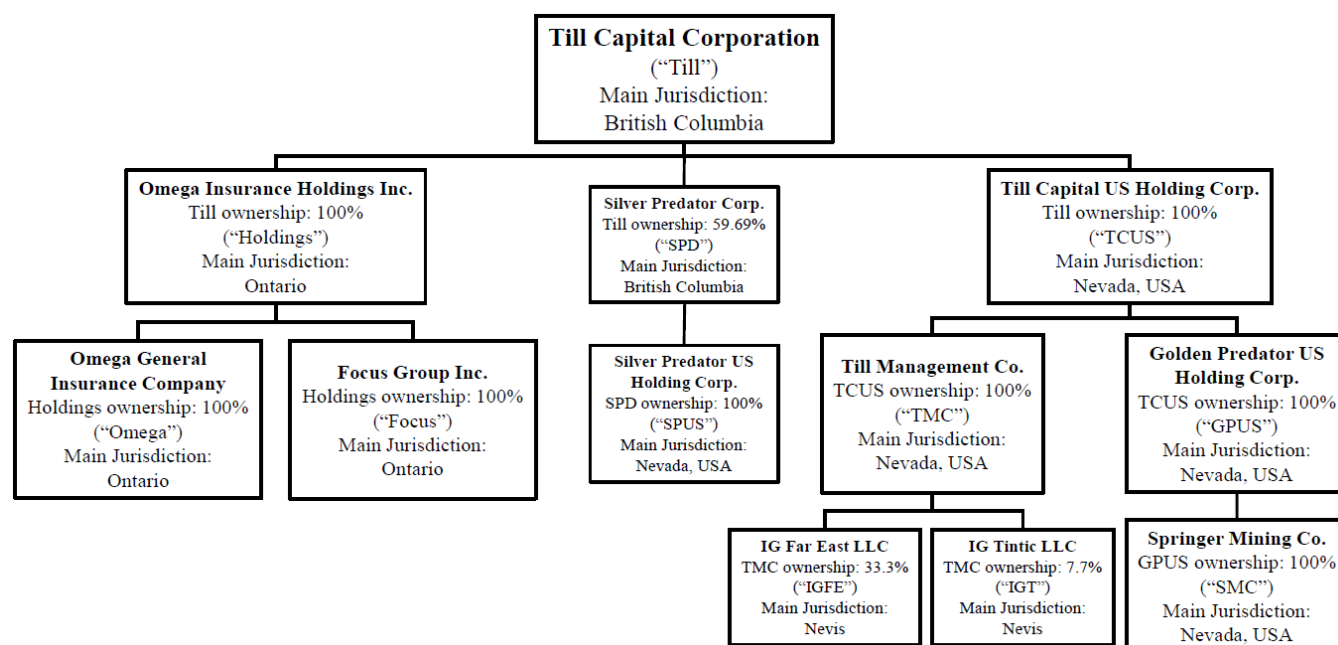 Till Capital Corporation
(“Till”)
Main Jurisdiction:
British Columbia
Omega Insurance Holdings Inc.
Till ownership: 100%
(“Holdings”)
Main Jurisdiction:
Ontario
Silver Predator Corp.
Till ownership: 59.69%
(“SPD”)
Main Jurisdiction:
British Columbia
Till Capital US Holding Corp.
Till ownership: 100%
(“TCUS”)
Main Jurisdiction:
Nevada, USA
Omega General
Insurance Company
Holdings ownership: 100%
(“Omega”)
Main Jurisdiction:
Ontario
Focus Group Inc.
Holdings ownership: 100%
(“Focus”)
Main Jurisdiction:
Ontario
Silver Predator US
Holding Corp.
SPD ownership: 100%
(“SPUS”)
Main Jurisdiction:
Nevada, USA
Till Management Co.
TCUS ownership: 100%
(“TMC”)
Main Jurisdiction:
Nevada, USA
Golden Predator US
Holding Corp.
TCUS ownership: 100%
(“GPUS”)
Main Jurisdiction:
Nevada, USA
IG Far East LLC
TMC ownership: 33.3%
(“IGFE”)
Main Jurisdiction:
Nevis
IG Tintic LLC
TMC ownership: 7.7%
(“IGT”)
Main Jurisdiction:
Nevis
Springer Mining Co.
GPUS ownership: 100%
(“SMC”)
Main Jurisdiction:
Nevada, USA